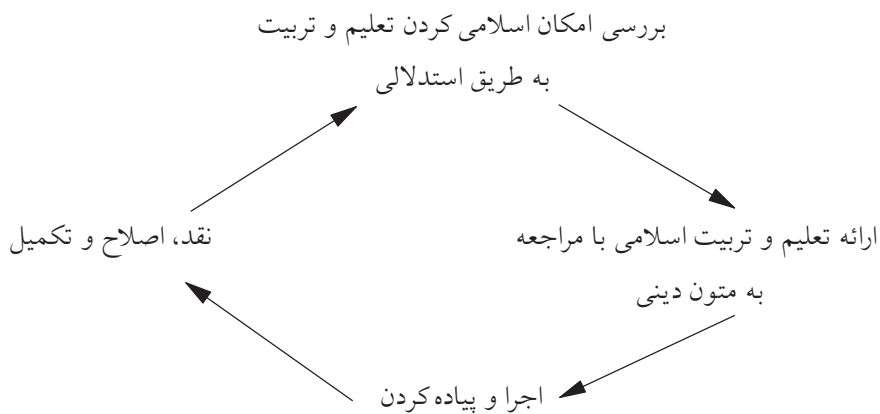 بررسی امکان اسلامی کردن تعلیم و تربیت
به طریق استدلالی
ارائه تعلیم و تربیت اسلامی با مراجعه
به متون دینی
اجرا و پیاده کردن
نقد، اصلاح و تکمیل